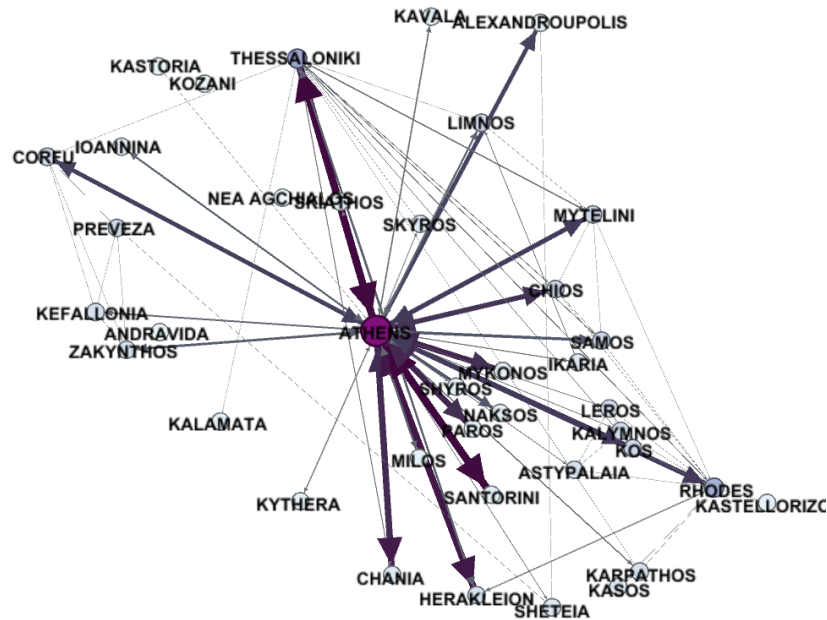 KAVALA
ALEXANDROUPOLIS
THESSALONIKI
KASTORIA
KOZANI
LIMNOS
IOANNINA
CORFU
NEA AGCHIALOS
SKIATHOS
MYTELINI
SKYROS
PREVEZA
CHIOS
KEFALLONIA
ANDRAVIDA
ATHENS
ZAKYNTHOS
SAMOS
IKARIA
MYKONOS
SHYROS
NAKSOS
LEROS
KALAMATA
PAROS
KALYMNOS
KOS
MILOS
ASTYPALAIA
SANTORINI
RHODES
KYTHERA
KASTELLORIZO
CHANIA
KARPATHOS
KASOS
HERAKLEION
SHETEIA